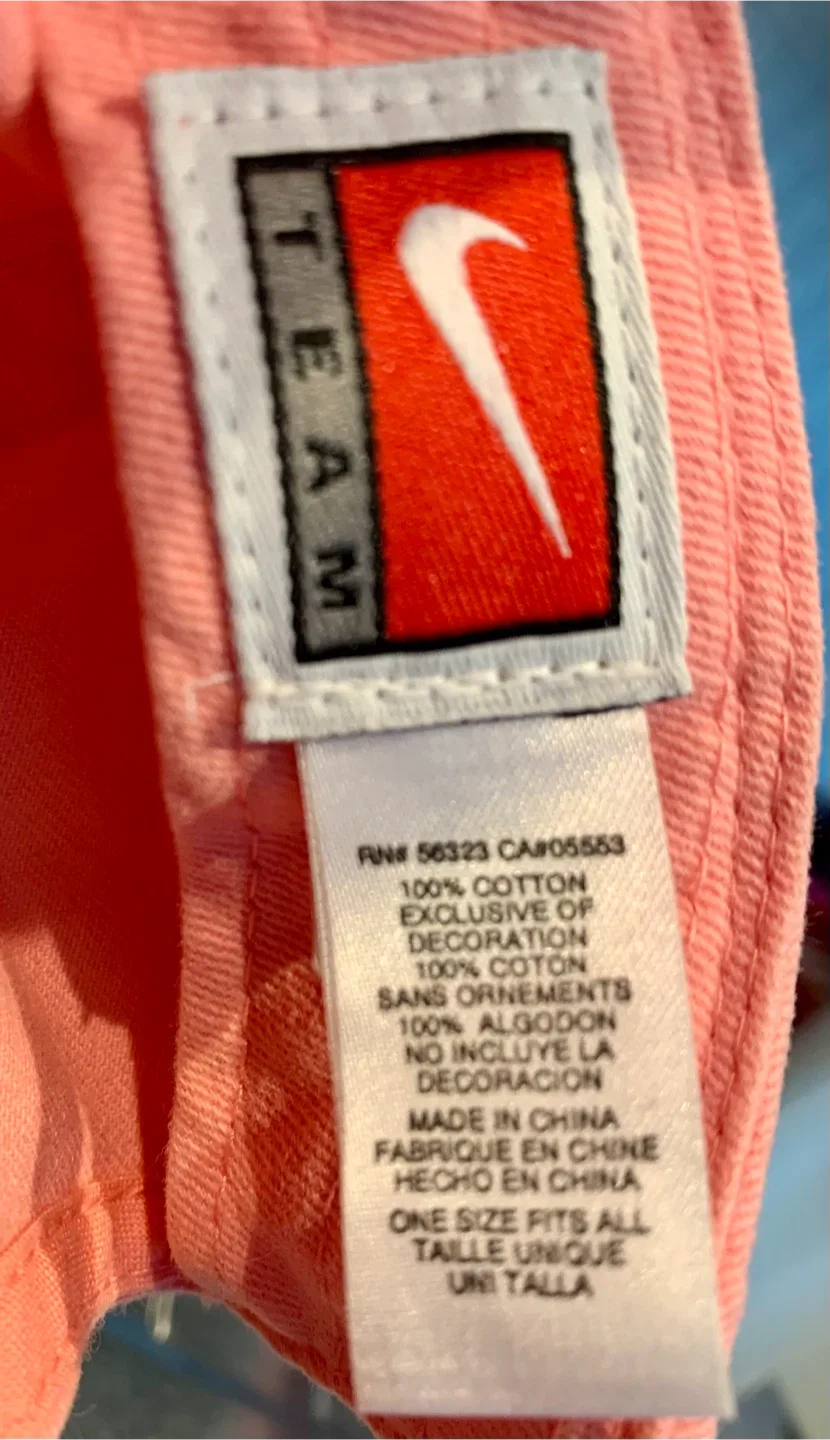 TEAM
RN# 56323 CA#05553
100% COTTON
EXCLUSIVE OF
DECORATION
100% COTON
SANS ORNEMENTS
100% ALGODON
NO INCLUYE LA
DECORACION
MADE IN CHINA
FABRIQUE EN CHINE
HECHO EN CHINA
ONE SIZE FITS ALL
TAILLE UNIQUE
UNI TALLA